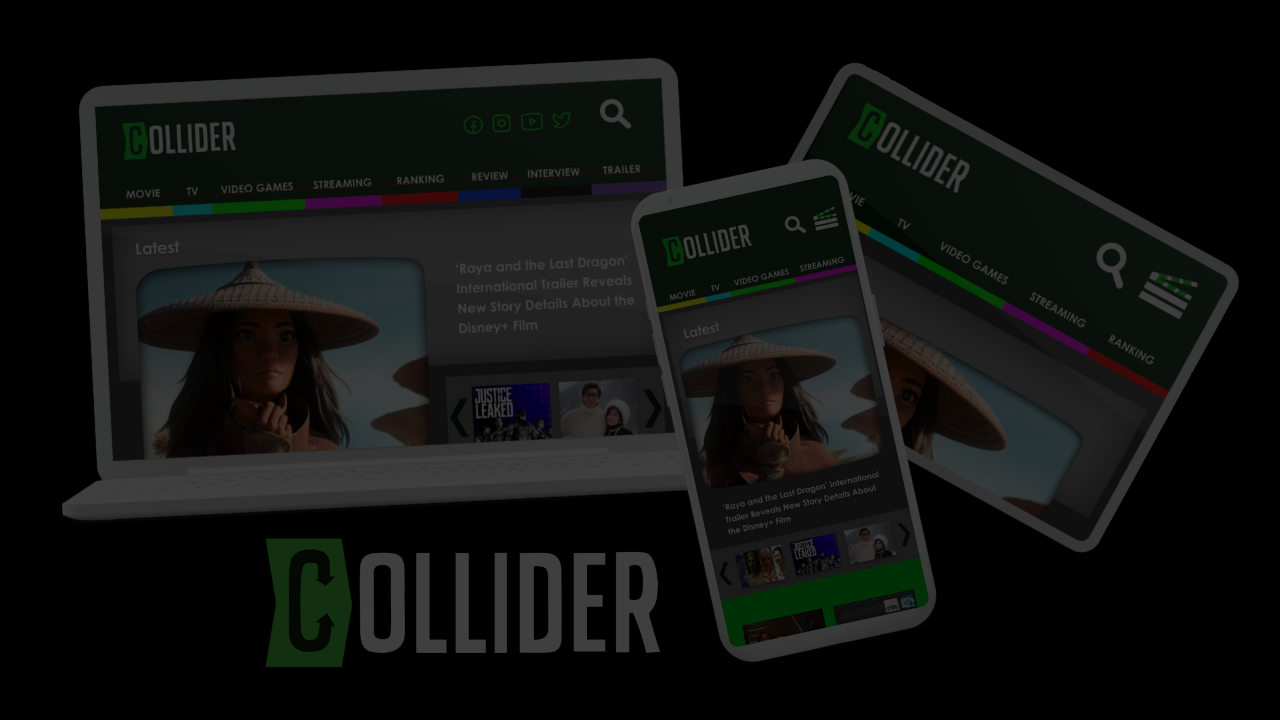 COLLIDER
MOVIE TV VIDEO GAMES STREAMING RANKING REVIEW INTERVIEW TRAILER
Latest
‘Raya and the Last Dragon’
International Trailer Reveals
New Story Details About the
Disney+ Film
JUSTICE
LEAKED
COLLIDER
MOVIE TV VIDEO GAMES STREAMING
Latest
‘Raya and the Last Dragon’ International
Trailer Reveals New Story Details About
the Disney+ Film
JUSTICE
LEAKED
COLLIDER
VIE TV VIDEO GAMES STREAMING RANKING
COLLIDER